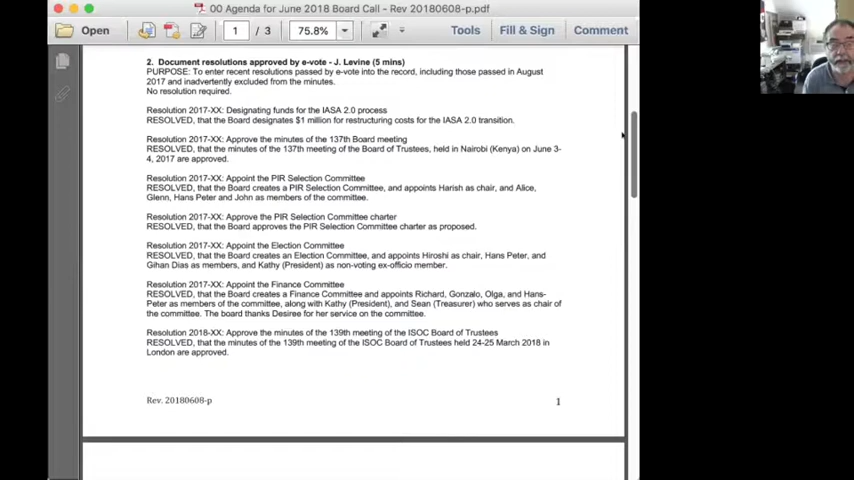 00 Agenda for June 2018 Board Call - Rev 20180608-p.pdf
Open
1 / 3
75.8%
Tools
Fill & Sign
Comment
2. Document resolutions approved by e-vote - J. Levine (5 mins)
PURPOSE: To enter recent resolutions passed by e-vote into the record, including those passed in August
2017 and inadvertently excluded from the minutes.
No resolution required.
Resolution 2017-XX: Designating funds for the IASA 2.0 process
RESOLVED, that the Board designates $1 million for restructuring costs for the IASA 2.0 transition.
Resolution 2017-XX: Approve the minutes of the 137th Board meeting
RESOLVED, that the minutes of the 137th meeting of the Board of Trustees, held in Nairobi (Kenya) on June 3-
4, 2017 are approved.
Resolution 2017-XX: Appoint the PIR Selection Committee
RESOLVED, that the Board creates a PIR Selection Committee, and appoints Harish as chair, and Alice,
Glenn, Hans Peter and John as members of the committee.
Resolution 2017-XX: Approve the PIR Selection Committee charter
RESOLVED, that the Board approves the PIR Selection Committee charter as proposed.
Resolution 2017-XX: Appoint the Election Committee
RESOLVED, that the Board creates an Election Committee, and appoints Hiroshi as chair, Hans Peter, and
Gihan Dias as members, and Kathy (President) as non-voting ex-officio member.
Resolution 2017-XX: Appoint the Finance Committee
RESOLVED, that the Board creates a Finance Committee and appoints Richard, Gonzalo, Olga, and Hans-
Peter as members of the committee, along with Kathy (President), and Sean (Treasurer) who serves as chair of
the committee. The board thanks Desiree for her service on the committee.
Resolution 2018-XX: Approve the minutes of the 139th meeting of the ISOC Board of Trustees
RESOLVED, that the minutes of the 139th meeting of the ISOC Board of Trustees held 24-25 March 2018 in
London are approved.
Rev. 20180608-p
1